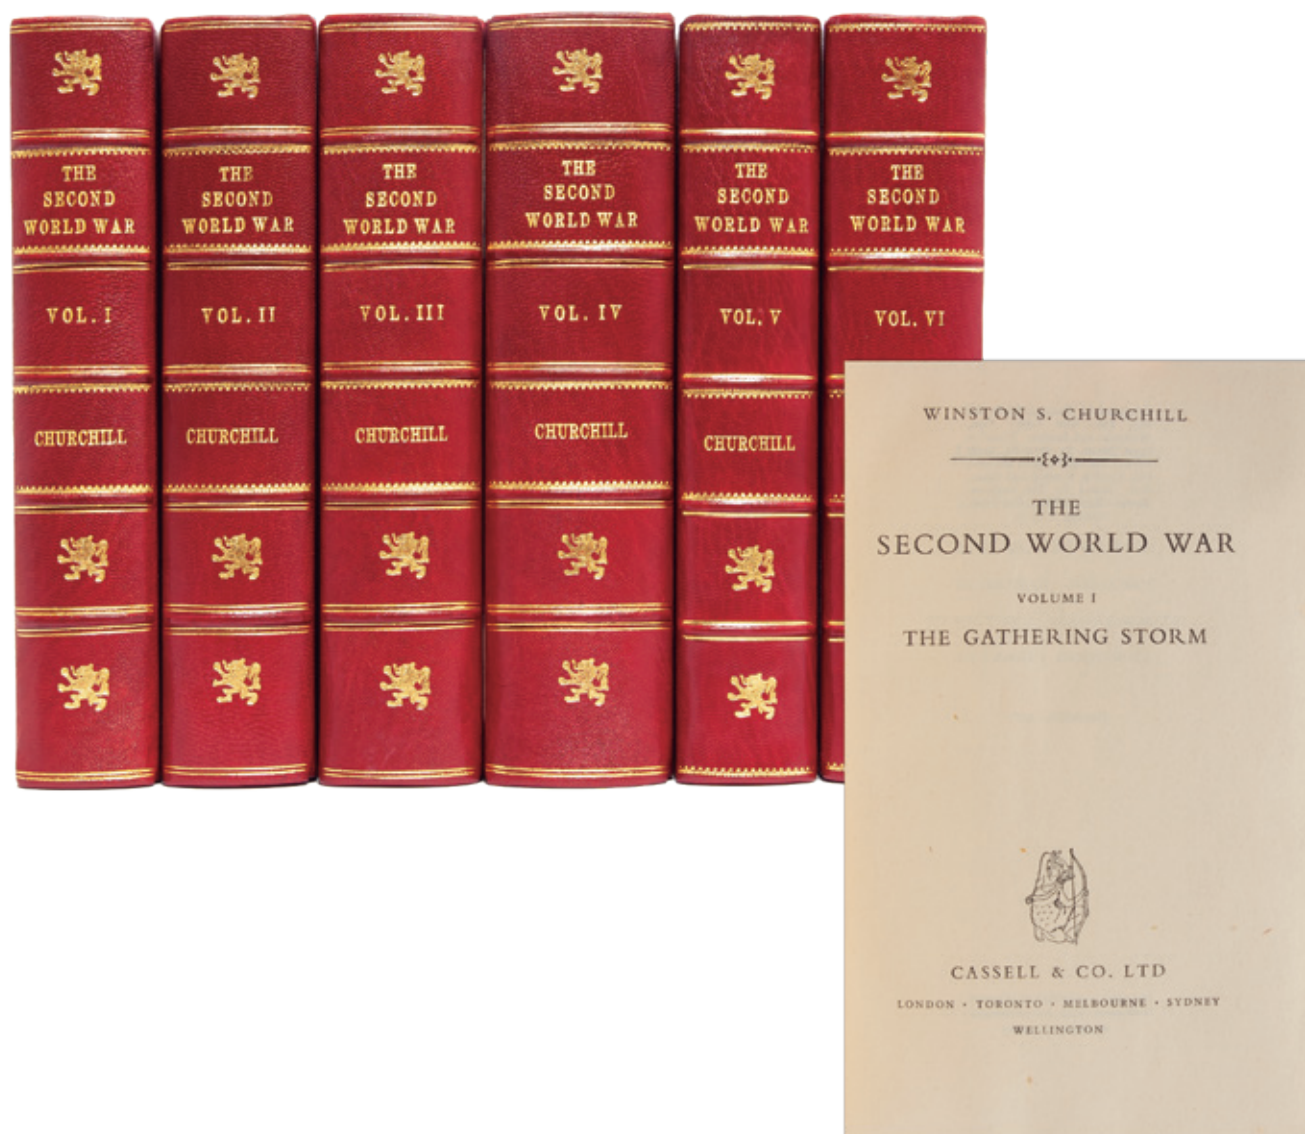 THE
SECOND
WORLD WAR
VOL. I
CHURCHILL
THE
SECOND
WORLD WAR
VOL. II
CHURCHILL
THE
SECOND
WORLD WAR
VOL. III
CHURCHILL
THE
SECOND
WORLD WAR
VOL. IV
CHURCHILL
THE
SECOND
WORLD WAR
VOL. V
CHURCHILL
THE
SECOND
WORLD WAR
VOL. VI
WINSTON S. CHURCHILL
THE
SECOND WORLD WAR
VOLUME I
THE GATHERING STORM
CASSELL & CO. LTD
LONDON • TORONTO • MELBOURNE • SYDNEY
WELLINGTON